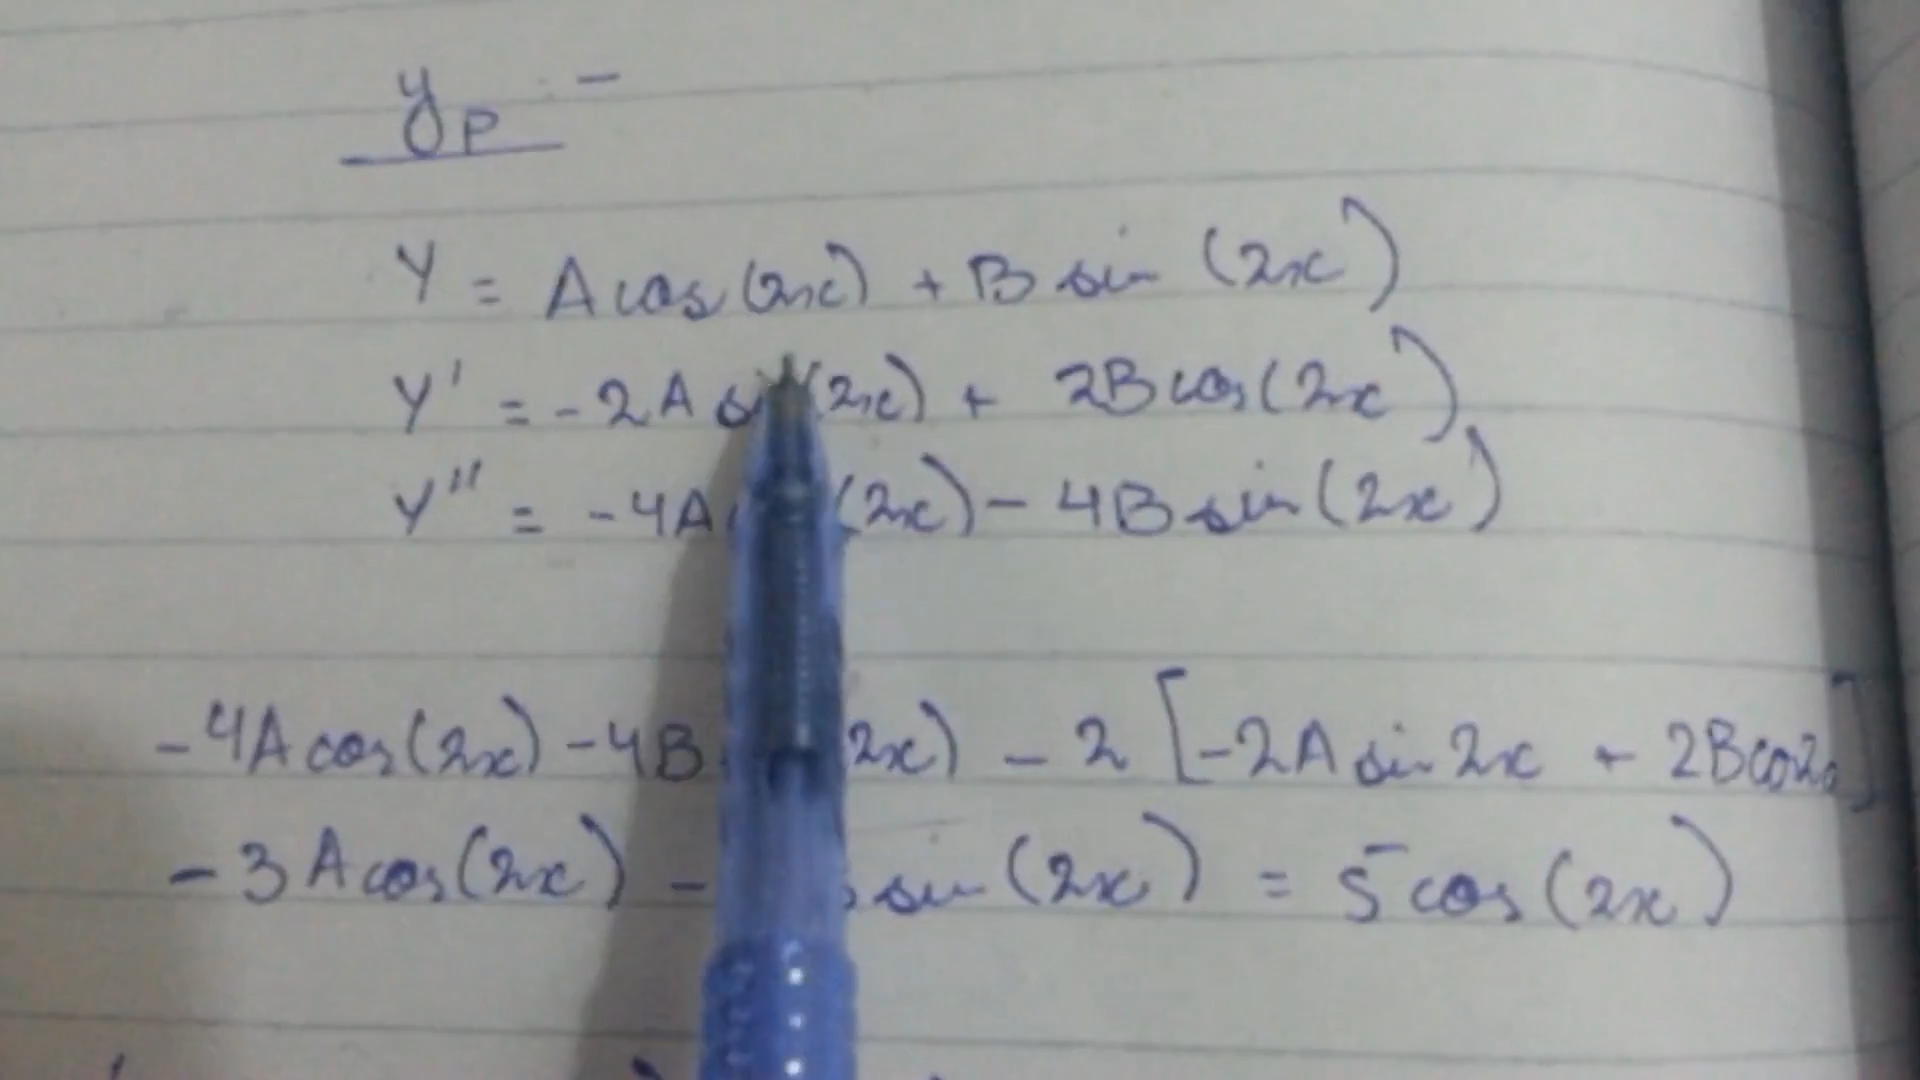 yp -
Y = A cos(2x) + B sin (2x)
Y' = -2A (2x) + 2B cos(2x)
Y" = -4A (2x) - 4B sin(2x)
-4A cos(2x) -4B (2x) - 2 [-2A sin 2x + 2B cos2
- 3A cos(2x) - sin (2x) = 5 cos(2x)